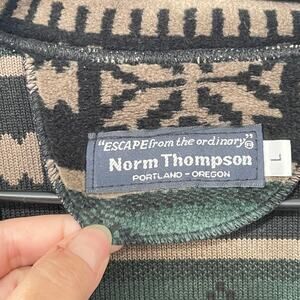 "ESCAPE from the ordinary"®
Norm Thompson
PORTLAND - OREGON
L